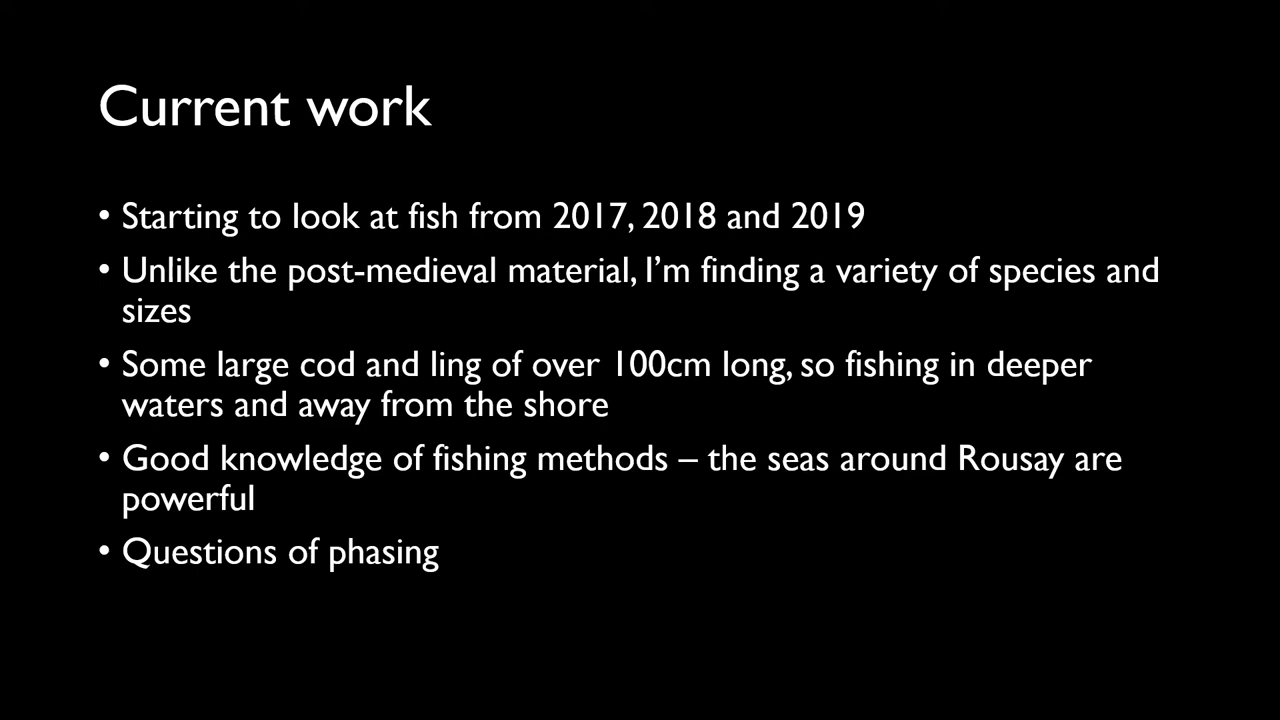 Current work
• Starting to look at fish from 2017, 2018 and 2019
• Unlike the post-medieval material, I’m finding a variety of species and
sizes
• Some large cod and ling of over 100cm long, so fishing in deeper
waters and away from the shore
• Good knowledge of fishing methods – the seas around Rousay are
powerful
• Questions of phasing